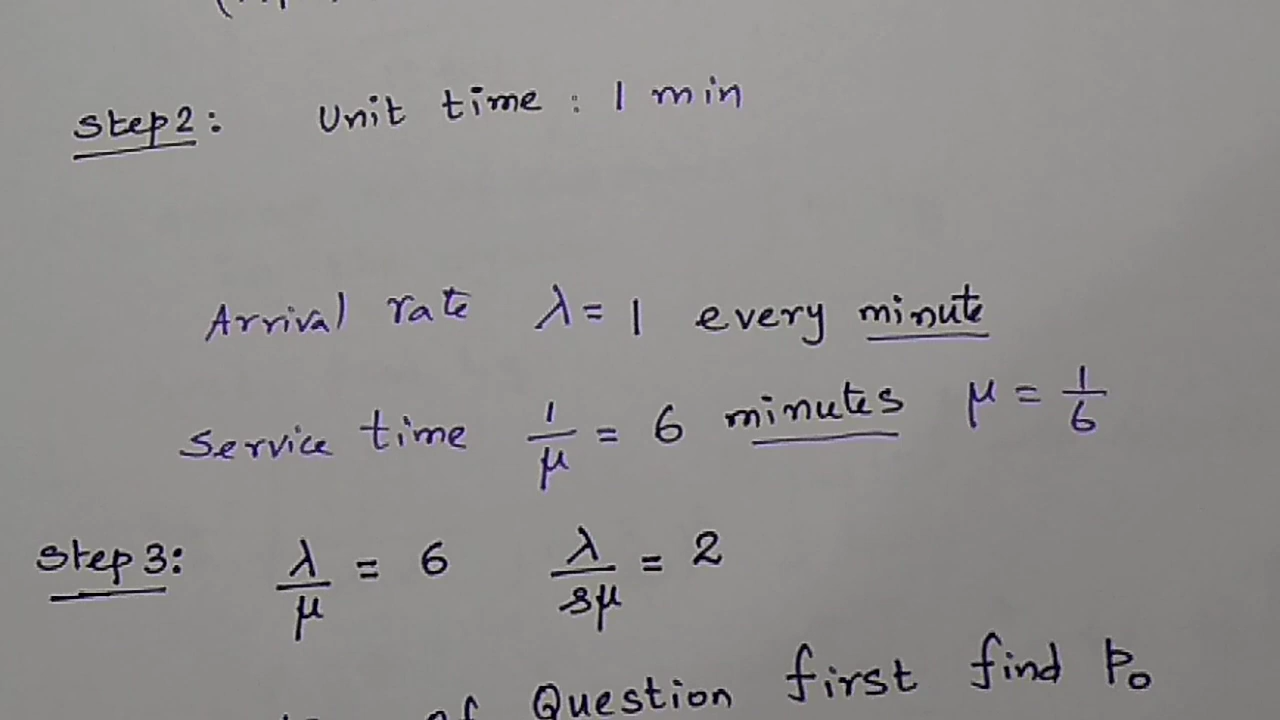 Step 2: Unit time : 1 min
Arrival rate λ = 1 every minute
Service time 1/μ = 6 minutes μ = 1/6
Step 3: λ/μ = 6 λ/sμ = 2
of Question first find P₀